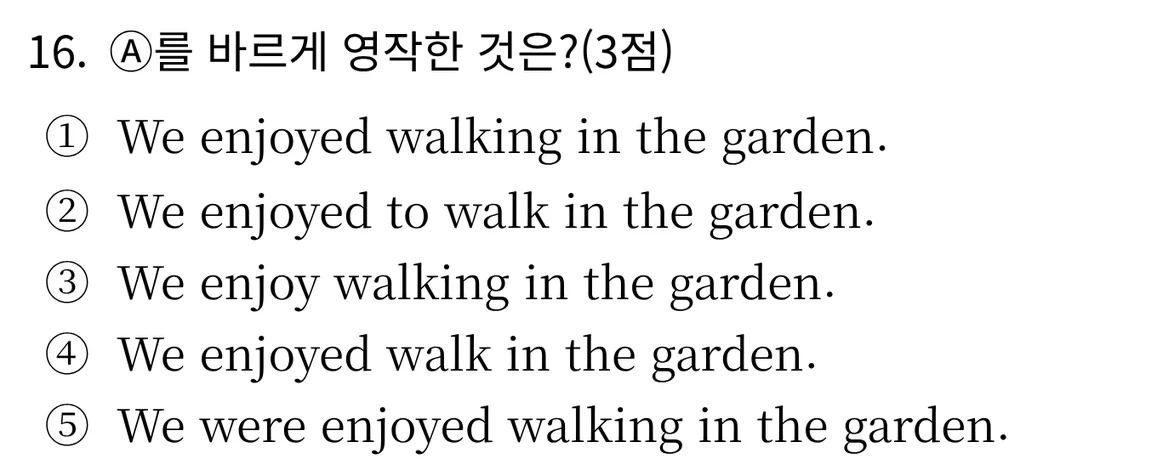 16. Ⓐ를 바르게 영작한 것은?(3점)
① We enjoyed walking in the garden.
② We enjoyed to walk in the garden.
③ We enjoy walking in the garden.
④ We enjoyed walk in the garden.
⑤ We were enjoyed walking in the garden.